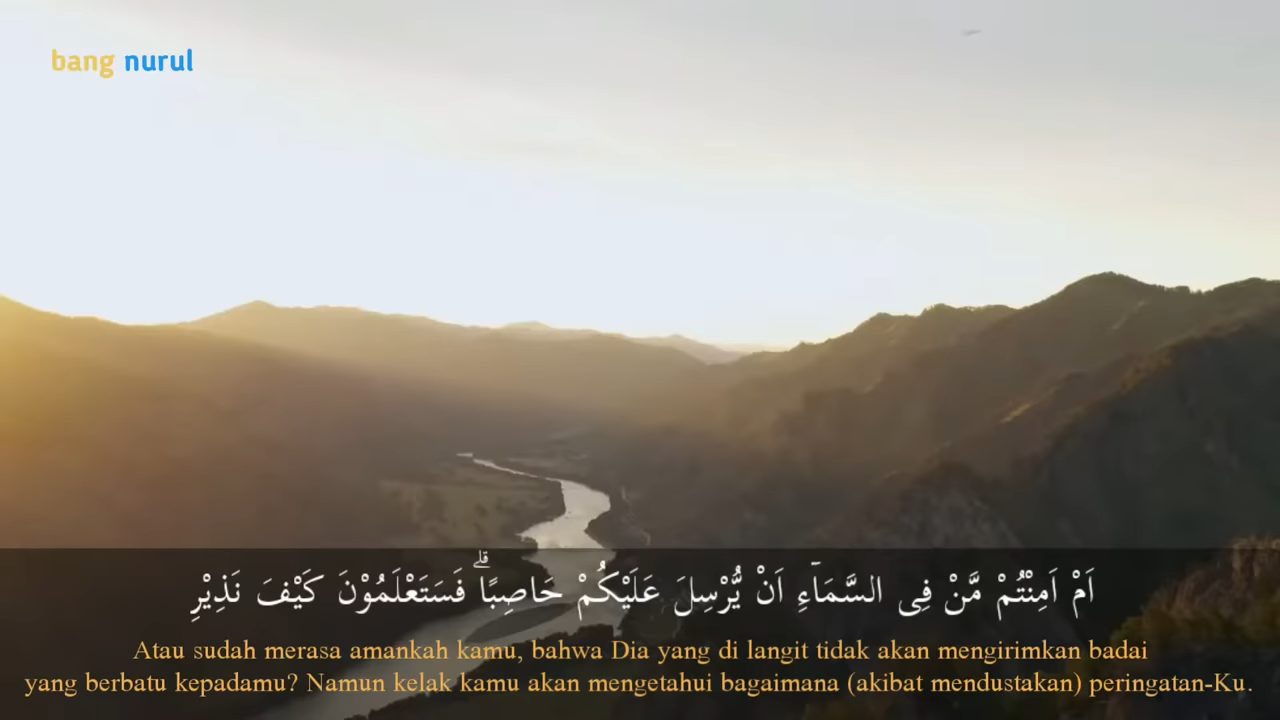 bang nurul
اَمْ اَمِنْتُمْ مَّنْ فِى السَّمَاۤءِ اَنْ يُّرْسِلَ عَلَيْكُمْ حَاصِبًاۗ فَسَتَعْلَمُوْنَ كَيْفَ نَذِيْرِ
Atau sudah merasa amankah kamu, bahwa Dia yang di langit tidak akan mengirimkan badai
yang berbatu kepadamu? Namun kelak kamu akan mengetahui bagaimana (akibat mendustakan) peringatan-Ku.